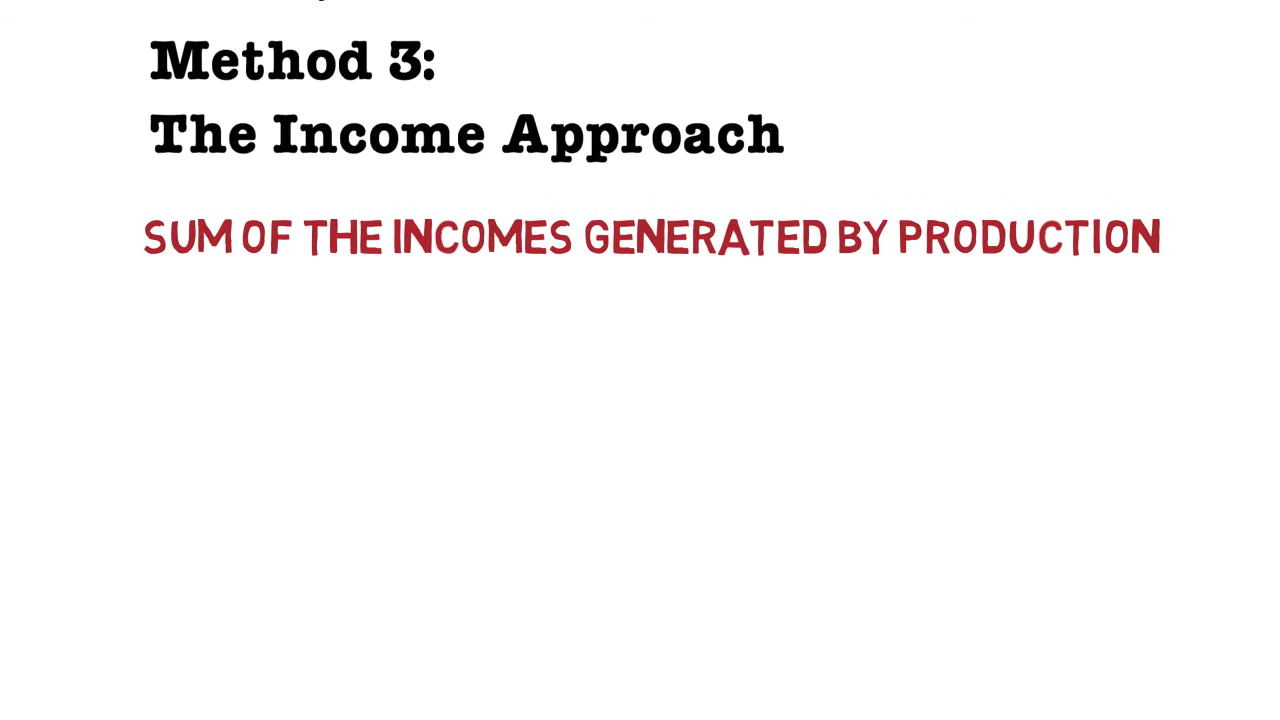 Method 3:
The Income Approach
SUM OF THE INCOMES GENERATED BY PRODUCTION